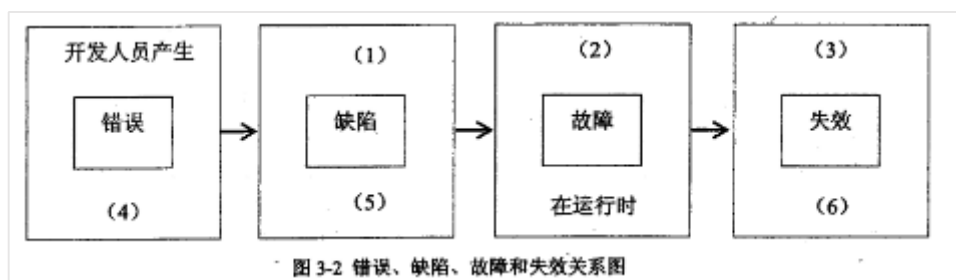 开发人员产生 (1) (2) (3)
错误 缺陷 故障 失效
(4) (5) 在运行时 (6)
图 3-2 错误、缺陷、故障和失效关系图